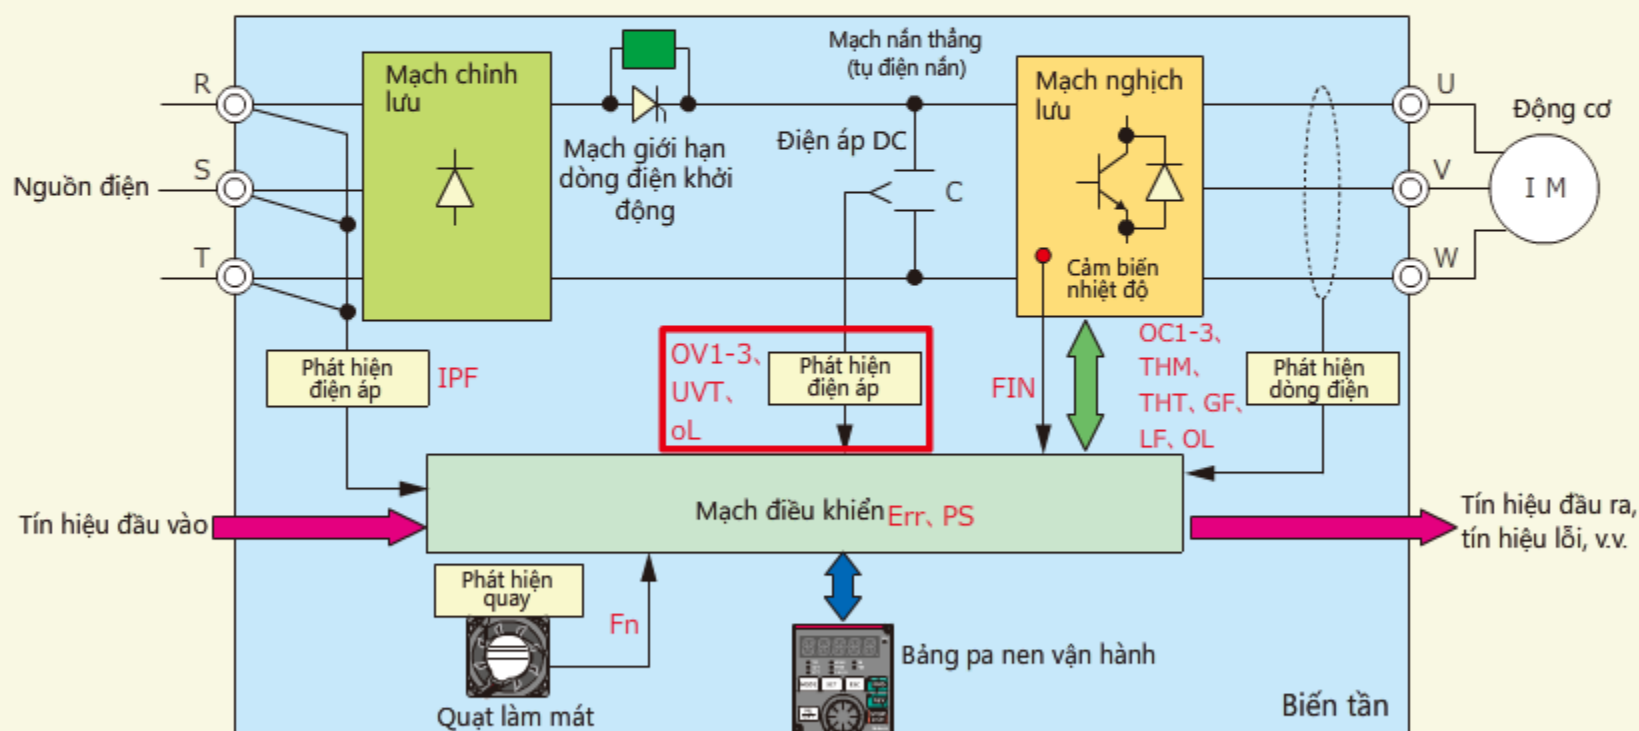 Mạch nắn thẳng
(tụ điện nắn)
R
Mạch chỉnh
lưu
Mạch nghịch
lưu
U
Động cơ
Điện áp DC
Mạch giới hạn
dòng điện khởi
động
S
Nguồn điện
C
V
I M
T
Cảm biến
nhiệt độ
W
OV1-3、
UVT、
oL
Phát hiện
điện áp
Phát hiện
điện áp
IPF
FIN
OC1-3、
THM、
THT、GF、
LF、OL
Phát hiện
dòng điện
Tín hiệu đầu vào
Mạch điều khiển Err、PS
Tín hiệu đầu ra,
tín hiệu lỗi, v.v.
Phát hiện
quay
Fn
Bảng pa nen vận hành
Quạt làm mát
Biến tần